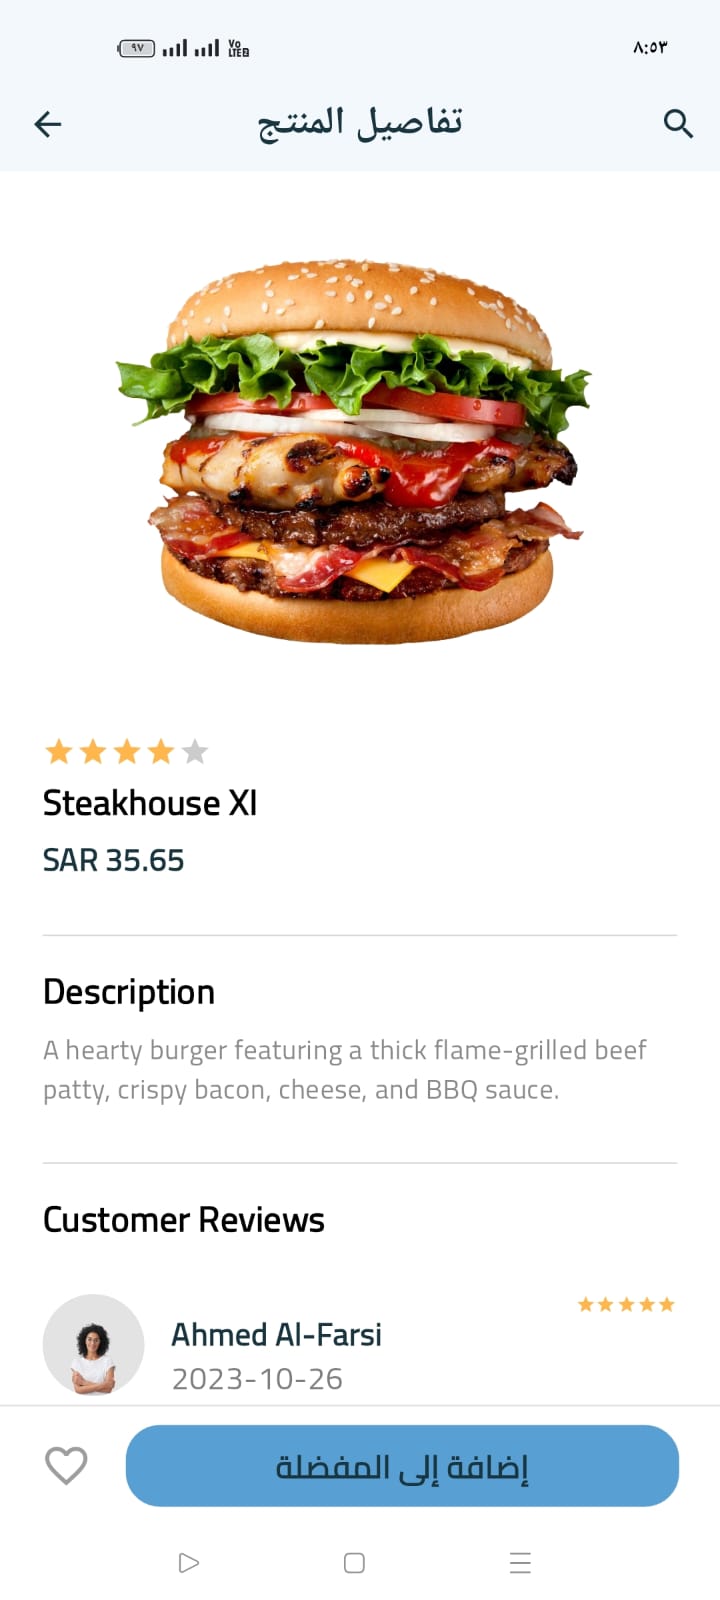 ٩٧ Vo LTE2 ٨:٥٣
تفاصيل المنتج
Steakhouse Xl
SAR 35.65
Description
A hearty burger featuring a thick flame-grilled beef
patty, crispy bacon, cheese, and BBQ sauce.
Customer Reviews
Ahmed Al-Farsi
2023-10-26
إضافة إلى المفضلة